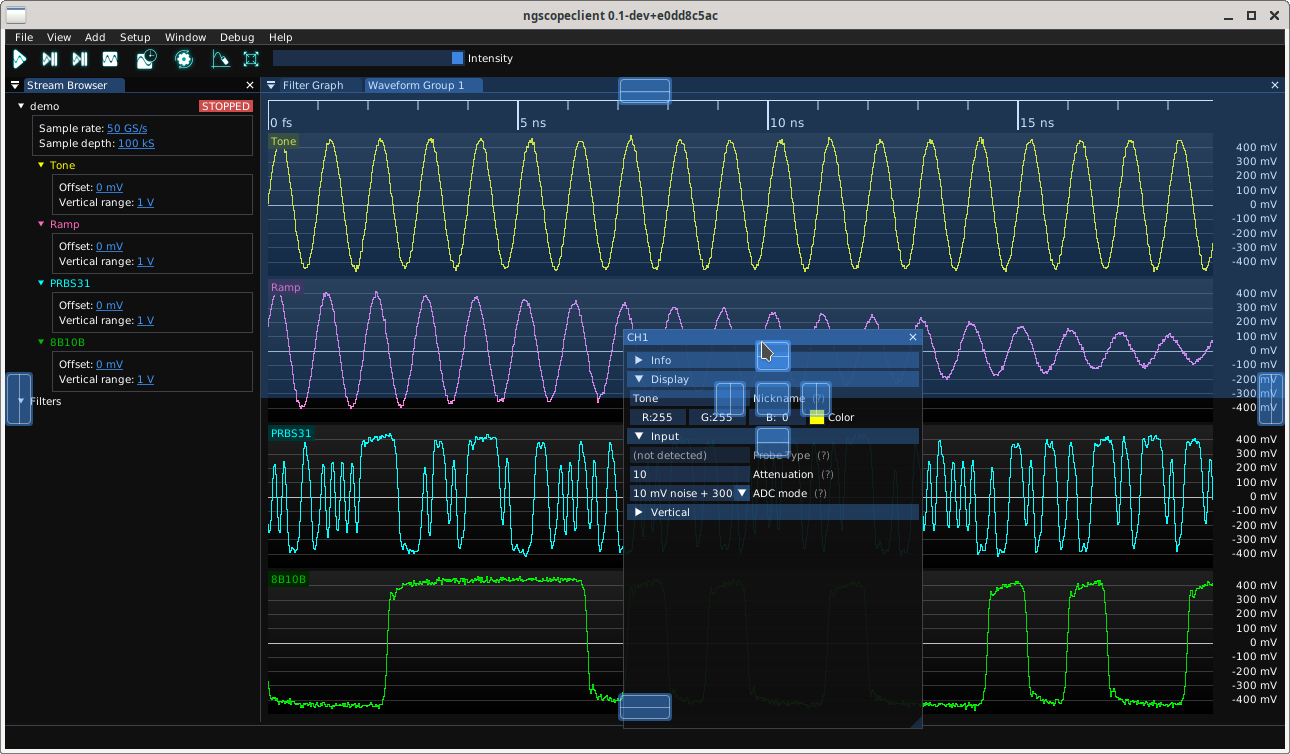 ngscopeclient 0.1-dev+e0dd8c5ac
File View Add Setup Window Debug Help
Intensity
Stream Browser
demo STOPPED
Sample rate: 50 GS/s
Sample depth: 100 kS
Tone
Offset: 0 mV
Vertical range: 1 V
Ramp
Offset: 0 mV
Vertical range: 1 V
PRBS31
Offset: 0 mV
Vertical range: 1 V
8B10B
Offset: 0 mV
Vertical range: 1 V
Filters
Filter Graph Waveform Group 1
0 fs 5 ns 10 ns 15 ns
Tone
400 mV
300 mV
200 mV
100 mV
0 mV
-100 mV
-200 mV
-300 mV
-400 mV
Ramp
400 mV
300 mV
200 mV
100 mV
0 mV
-100 mV
-200 mV
-300 mV
-400 mV
PRBS31
400 mV
300 mV
200 mV
100 mV
0 mV
-100 mV
-200 mV
-300 mV
-400 mV
8B10B
400 mV
300 mV
200 mV
100 mV
0 mV
-100 mV
-200 mV
-300 mV
-400 mV
CH1
Info
Display
Tone Nickname (?)
R:255 G:255 B: 0 Color
Input
(not detected) Probe Type (?)
10 Attenuation (?)
10 mV noise + 300 ADC mode (?)
Vertical